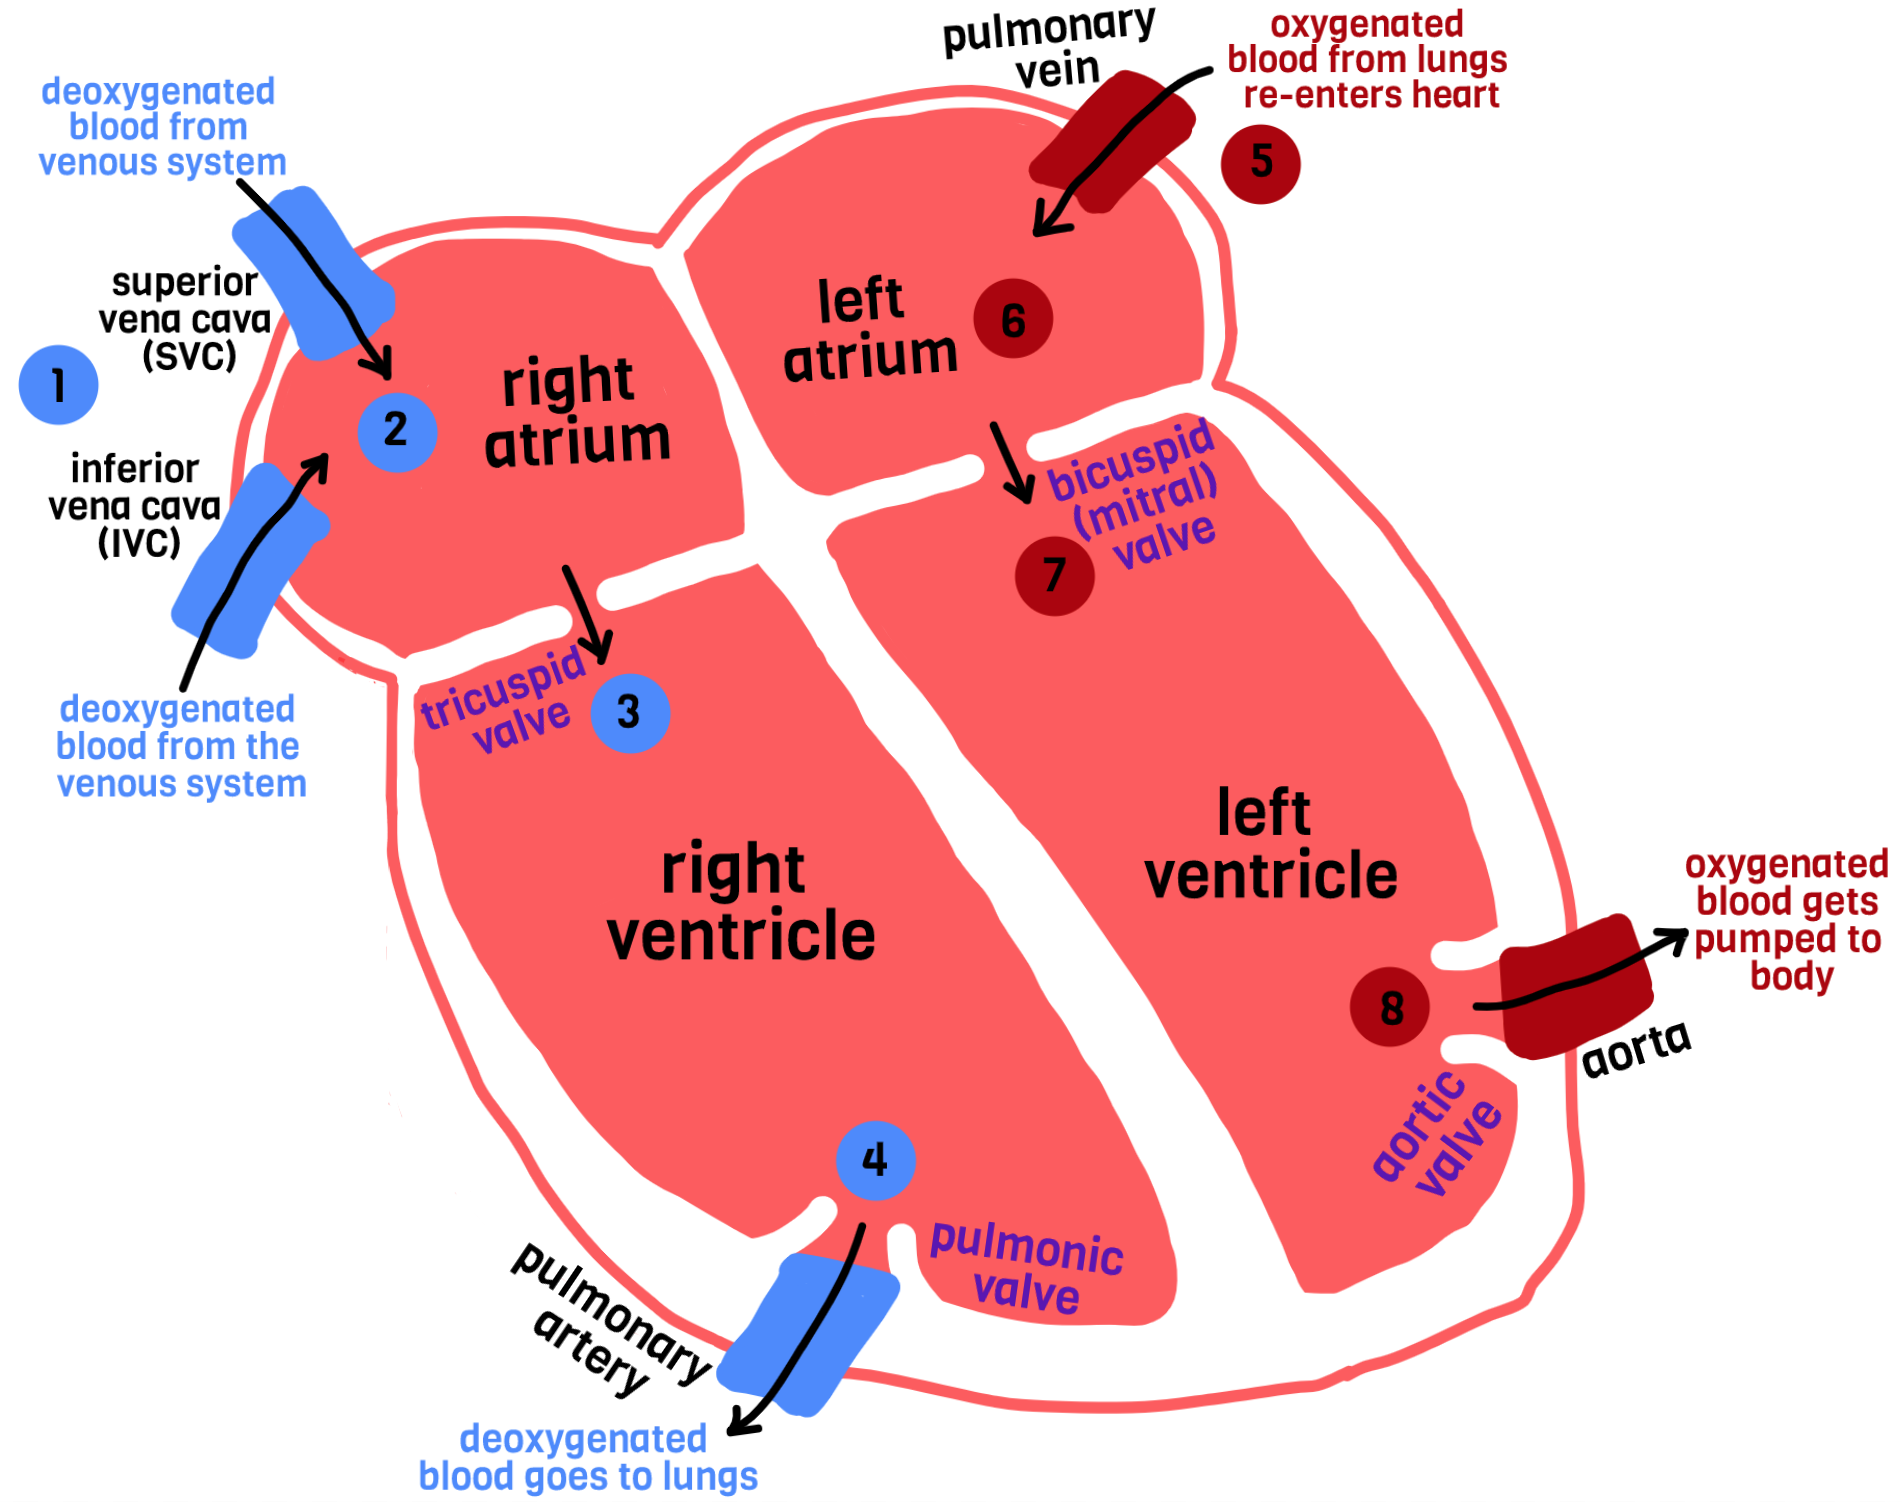 deoxygenated
blood from
venous system
superior
vena cava
(SVC)
1
inferior
vena cava
(IVC)
deoxygenated
blood from the
venous system
2
right
atrium
tricuspid
valve
3
right
ventricle
4
pulmonic
valve
pulmonary
artery
deoxygenated
blood goes to lungs
pulmonary
vein
oxygenated
blood from lungs
re-enters heart
5
left
atrium
6
bicuspid
(mitral)
valve
7
left
ventricle
8
aortic
valve
aorta
oxygenated
blood gets
pumped to
body